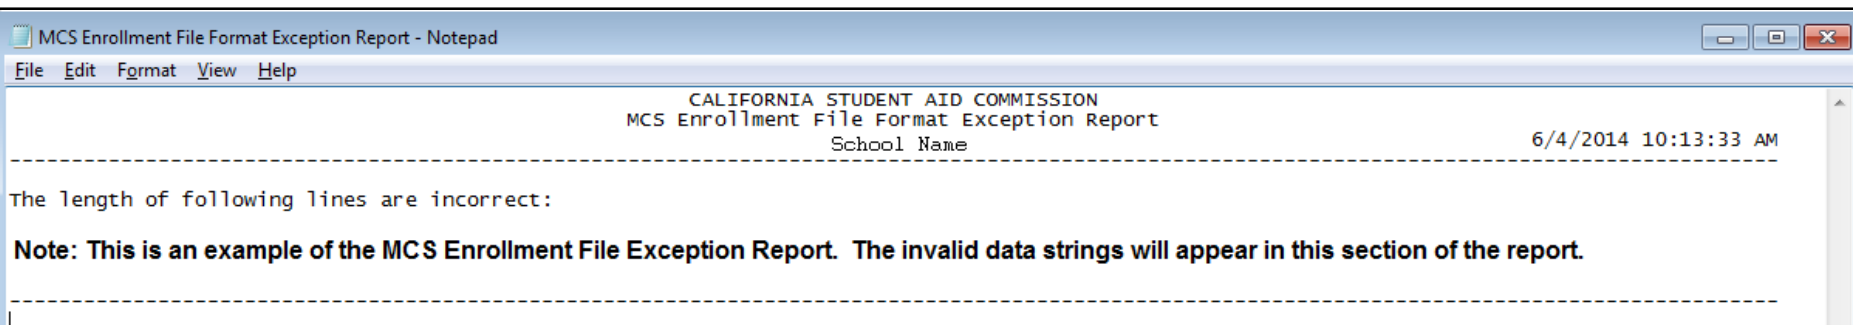 MCS Enrollment File Format Exception Report - Notepad
File Edit Format View Help
CALIFORNIA STUDENT AID COMMISSION
MCS Enrollment File Format Exception Report
School Name
6/4/2014 10:13:33 AM
--------------------------------------------------------------------------------------------------------------------------------
The length of following lines are incorrect:
Note: This is an example of the MCS Enrollment File Exception Report.  The invalid data strings will appear in this section of the report.
--------------------------------------------------------------------------------------------------------------------------------